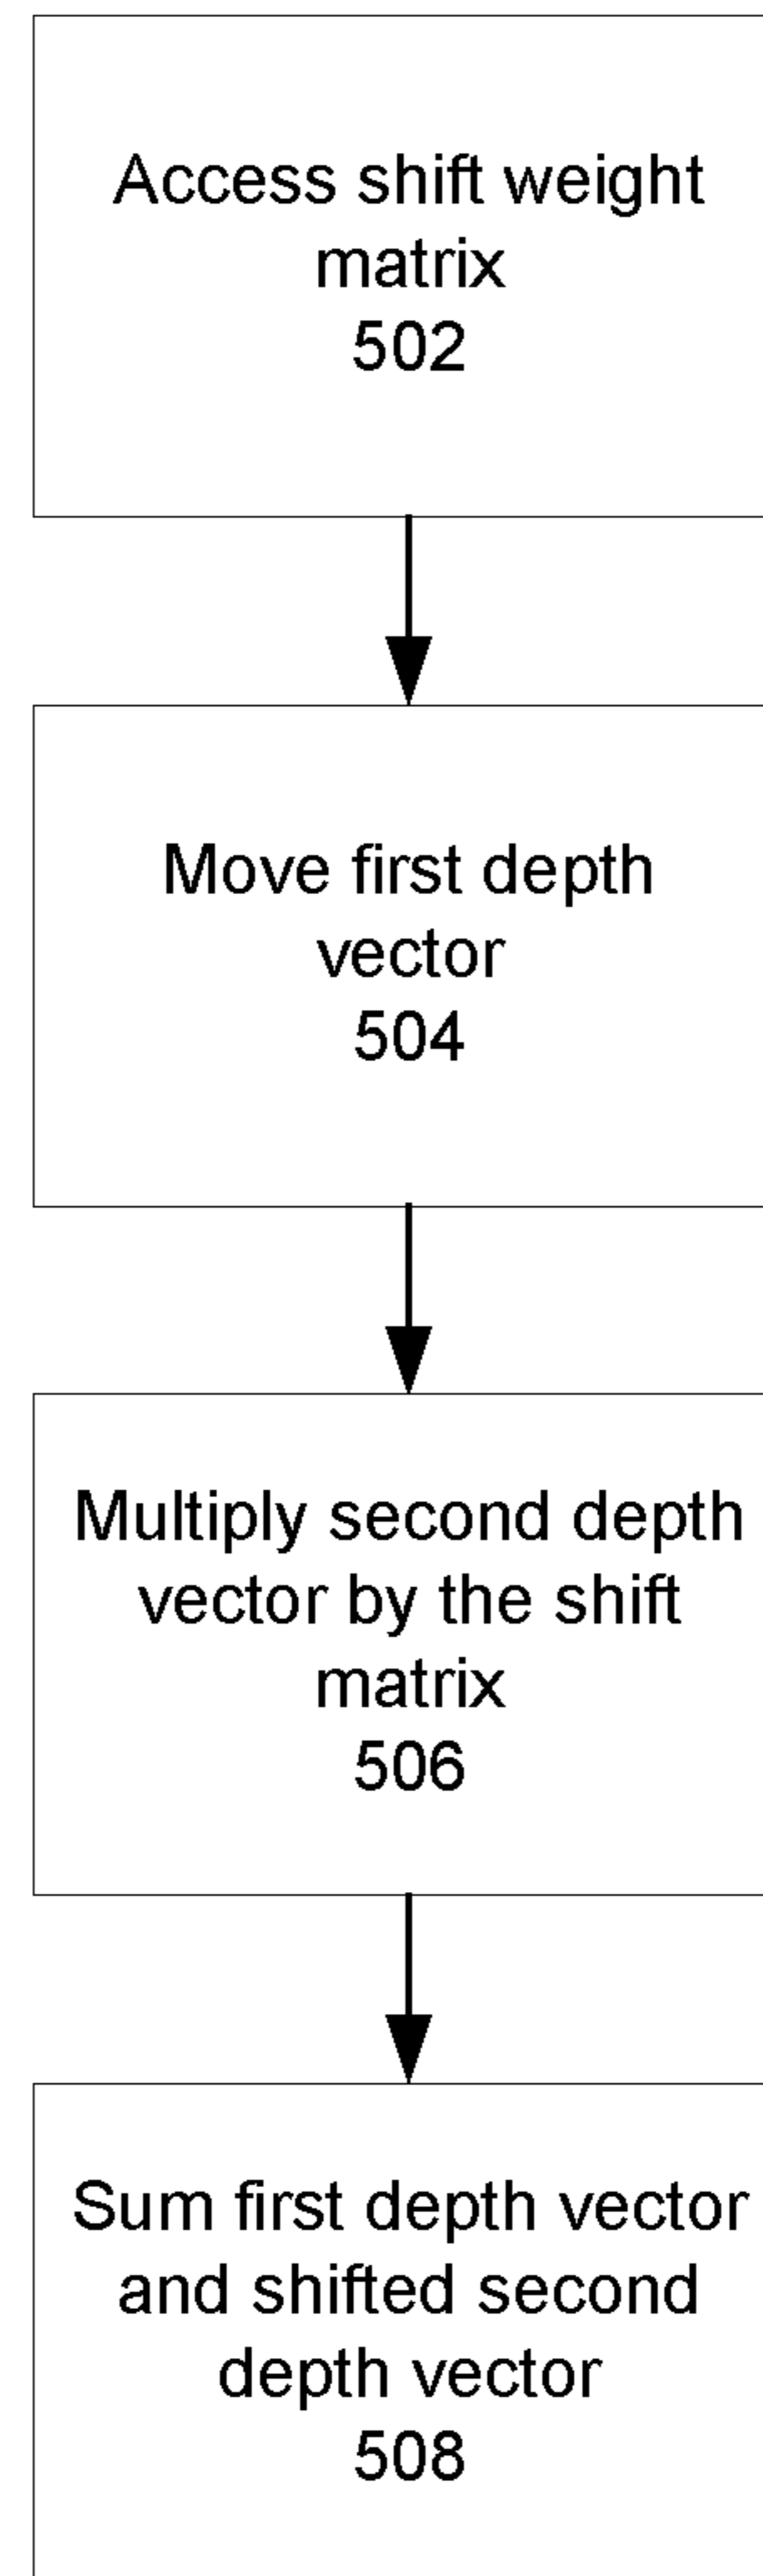 Access shift weight
matrix
502
Move first depth
vector
504
Multiply second depth
vector by the shift
matrix
506
Sum first depth vector
and shifted second
depth vector
508